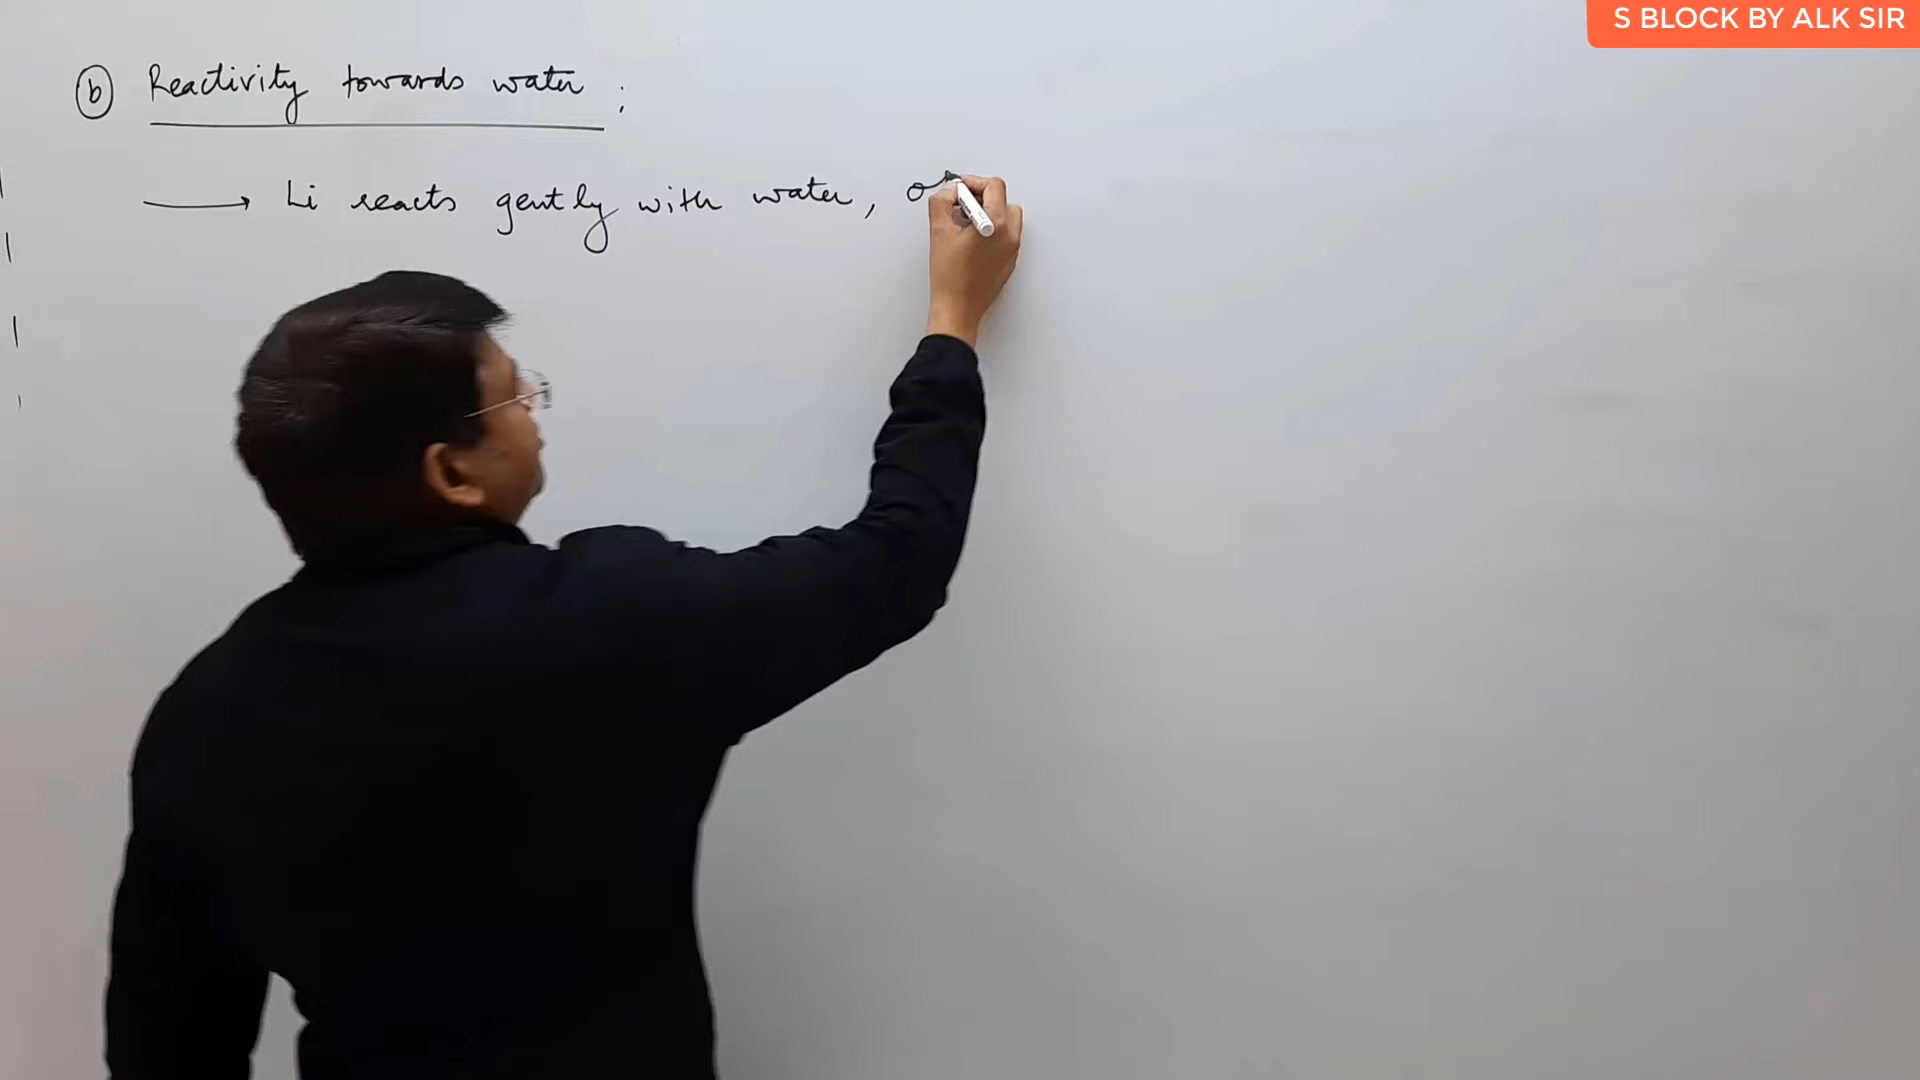 S BLOCK BY ALK SIR
(b) Reactivity towards water :
⟶ Li reacts gently with water,